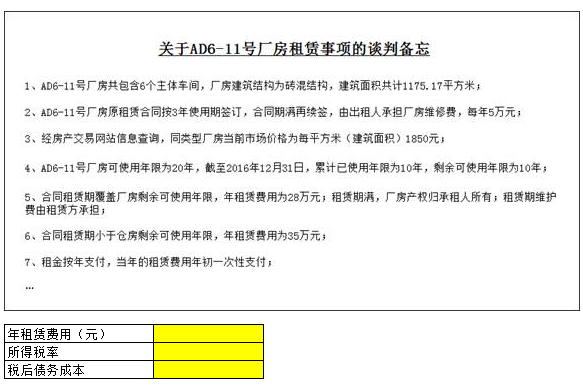 关于AD6-11号厂房租赁事项的谈判备忘
1、AD6-11号厂房共包含6个主体车间，厂房建筑结构为砖混结构，建筑面积共计1175.17平方米；
2、AD6-11号厂房原租赁合同按3年使用期签订，合同期满再续签，由出租人承担厂房维修费，每年5万元；
3、经房产交易网站信息查询，同类型厂房当前市场价格为每平方米（建筑面积）1850元；
4、AD6-11号厂房可使用年限为20年，截至2016年12月31日，累计已使用年限为10年，剩余可使用年限为10年；
5、合同租赁期覆盖厂房剩余可使用年限，年租赁费用为28万元；租赁期满，厂房产权归承租人所有；租赁期维护
费由租赁方承担；
6、合同租赁期小于仓房剩余可使用年限，年租赁费用为35万元；
7、租金按年支付，当年的租赁费用年初一次性支付；
...
年租赁费用（元）
所得税率
税后债务成本